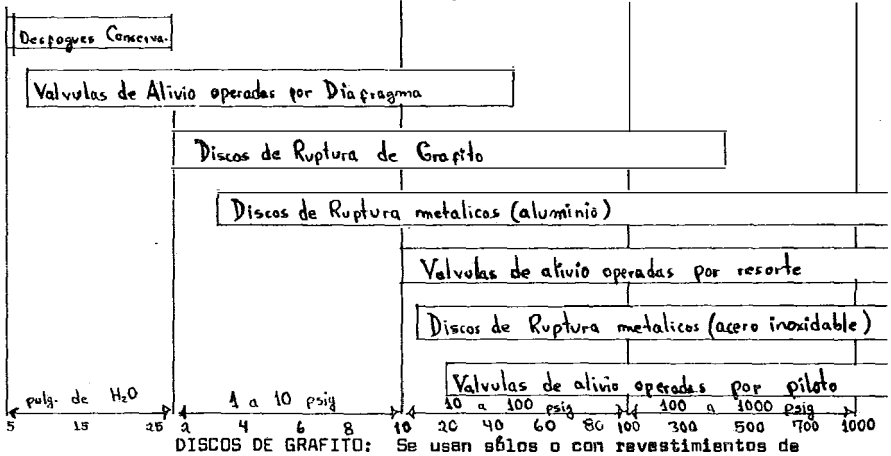 Desfogues Conserva.
Valvulas de Alivio operadas por Diafragma
Discos de Ruptura de Grafito
Discos de Ruptura metalicos (aluminio)
Valvulas de alivio operadas por resorte
Discos de Ruptura metalicos (acero inoxidable)
Valvulas de alivio operadas por piloto
pulg. de H₂O 1 a 10 psig 10 a 100 psig 100 a 1000 psig
5 15 25 2 4 6 8 10 20 40 60 80 100 300 500 700 1000
DISCOS DE GRAFITO: Se usan sólos o con revestimientos de